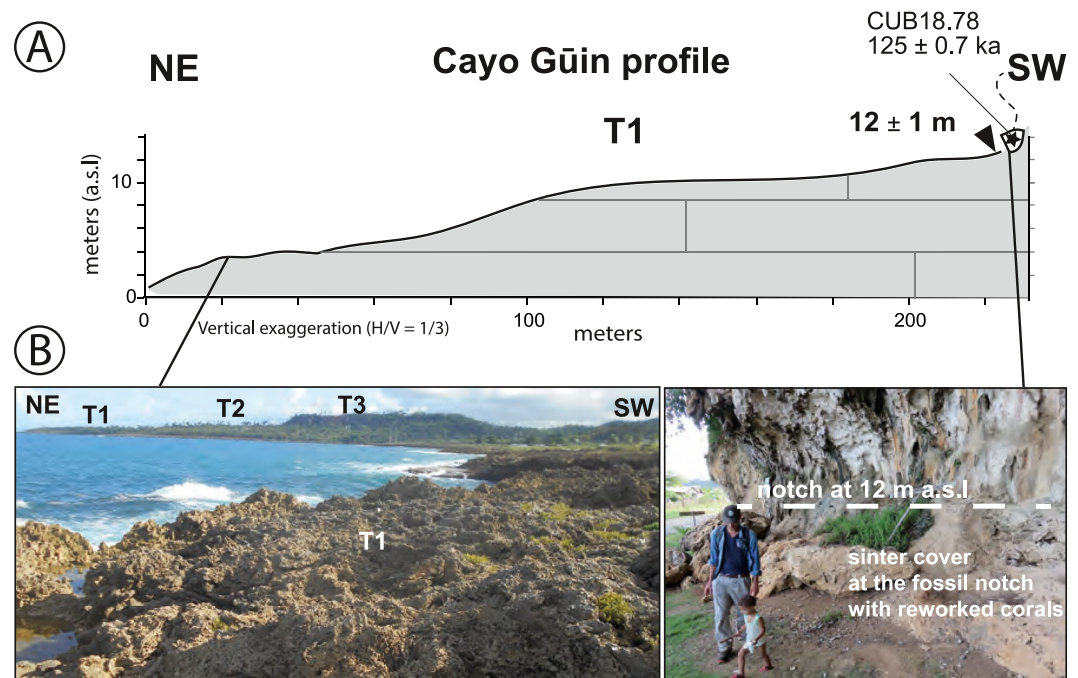 A
NE
Cayo Gūin profile
CUB18.78
125 ± 0.7 ka
SW
T1
12 ± 1 m
meters (a.s.l)
10
0
0
100
200
Vertical exaggeration (H/V = 1/3)
meters
B
NE
T1
T2
T3
SW
T1
notch at 12 m a.s.l
sinter cover
at the fossil notch
with reworked corals